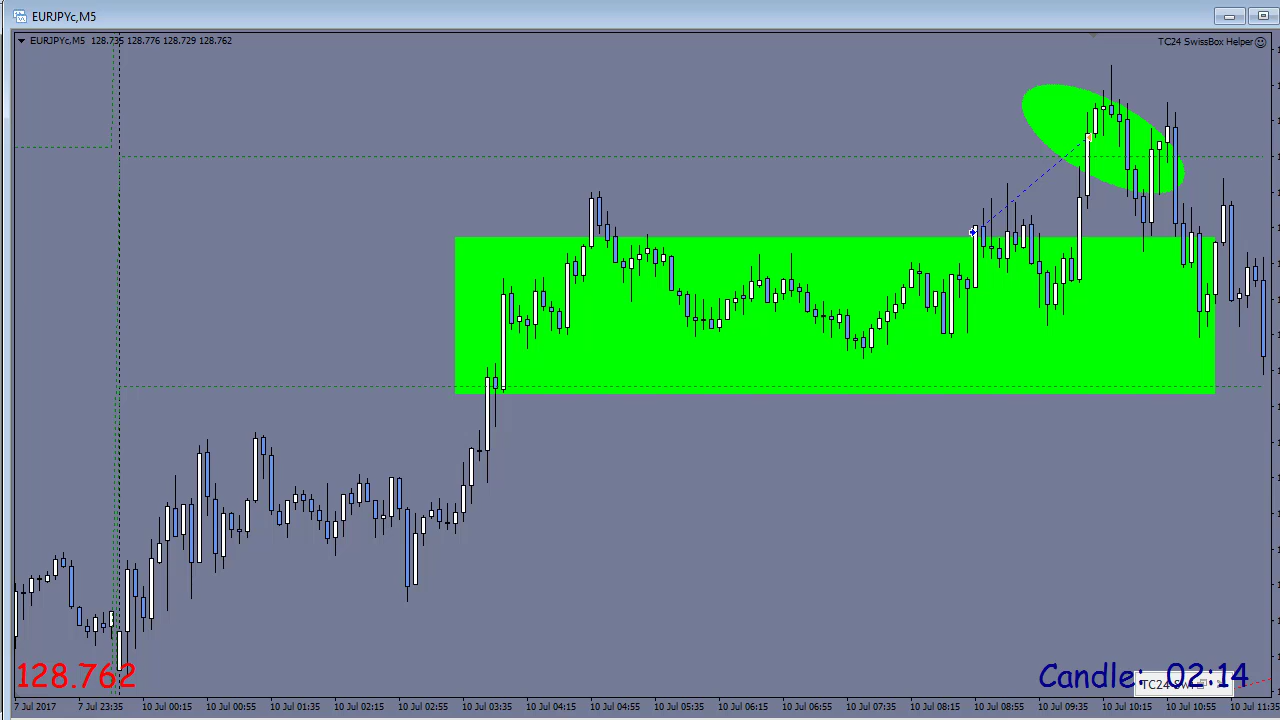 EURJPYc,M5
EURJPYc,M5 128.735 128.776 128.729 128.762
TC24 SwissBox Helper
128.762
Candle: 02:14
TC24 Swi
7 Jul 2017 7 Jul 23:35 10 Jul 00:15 10 Jul 00:55 10 Jul 01:35 10 Jul 02:15 10 Jul 02:55 10 Jul 03:35 10 Jul 04:15 10 Jul 04:55 10 Jul 05:35 10 Jul 06:15 10 Jul 06:55 10 Jul 07:35 10 Jul 08:15 10 Jul 08:55 10 Jul 09:35 10 Jul 10:15 10 Jul 10:55 10 Jul 11:35